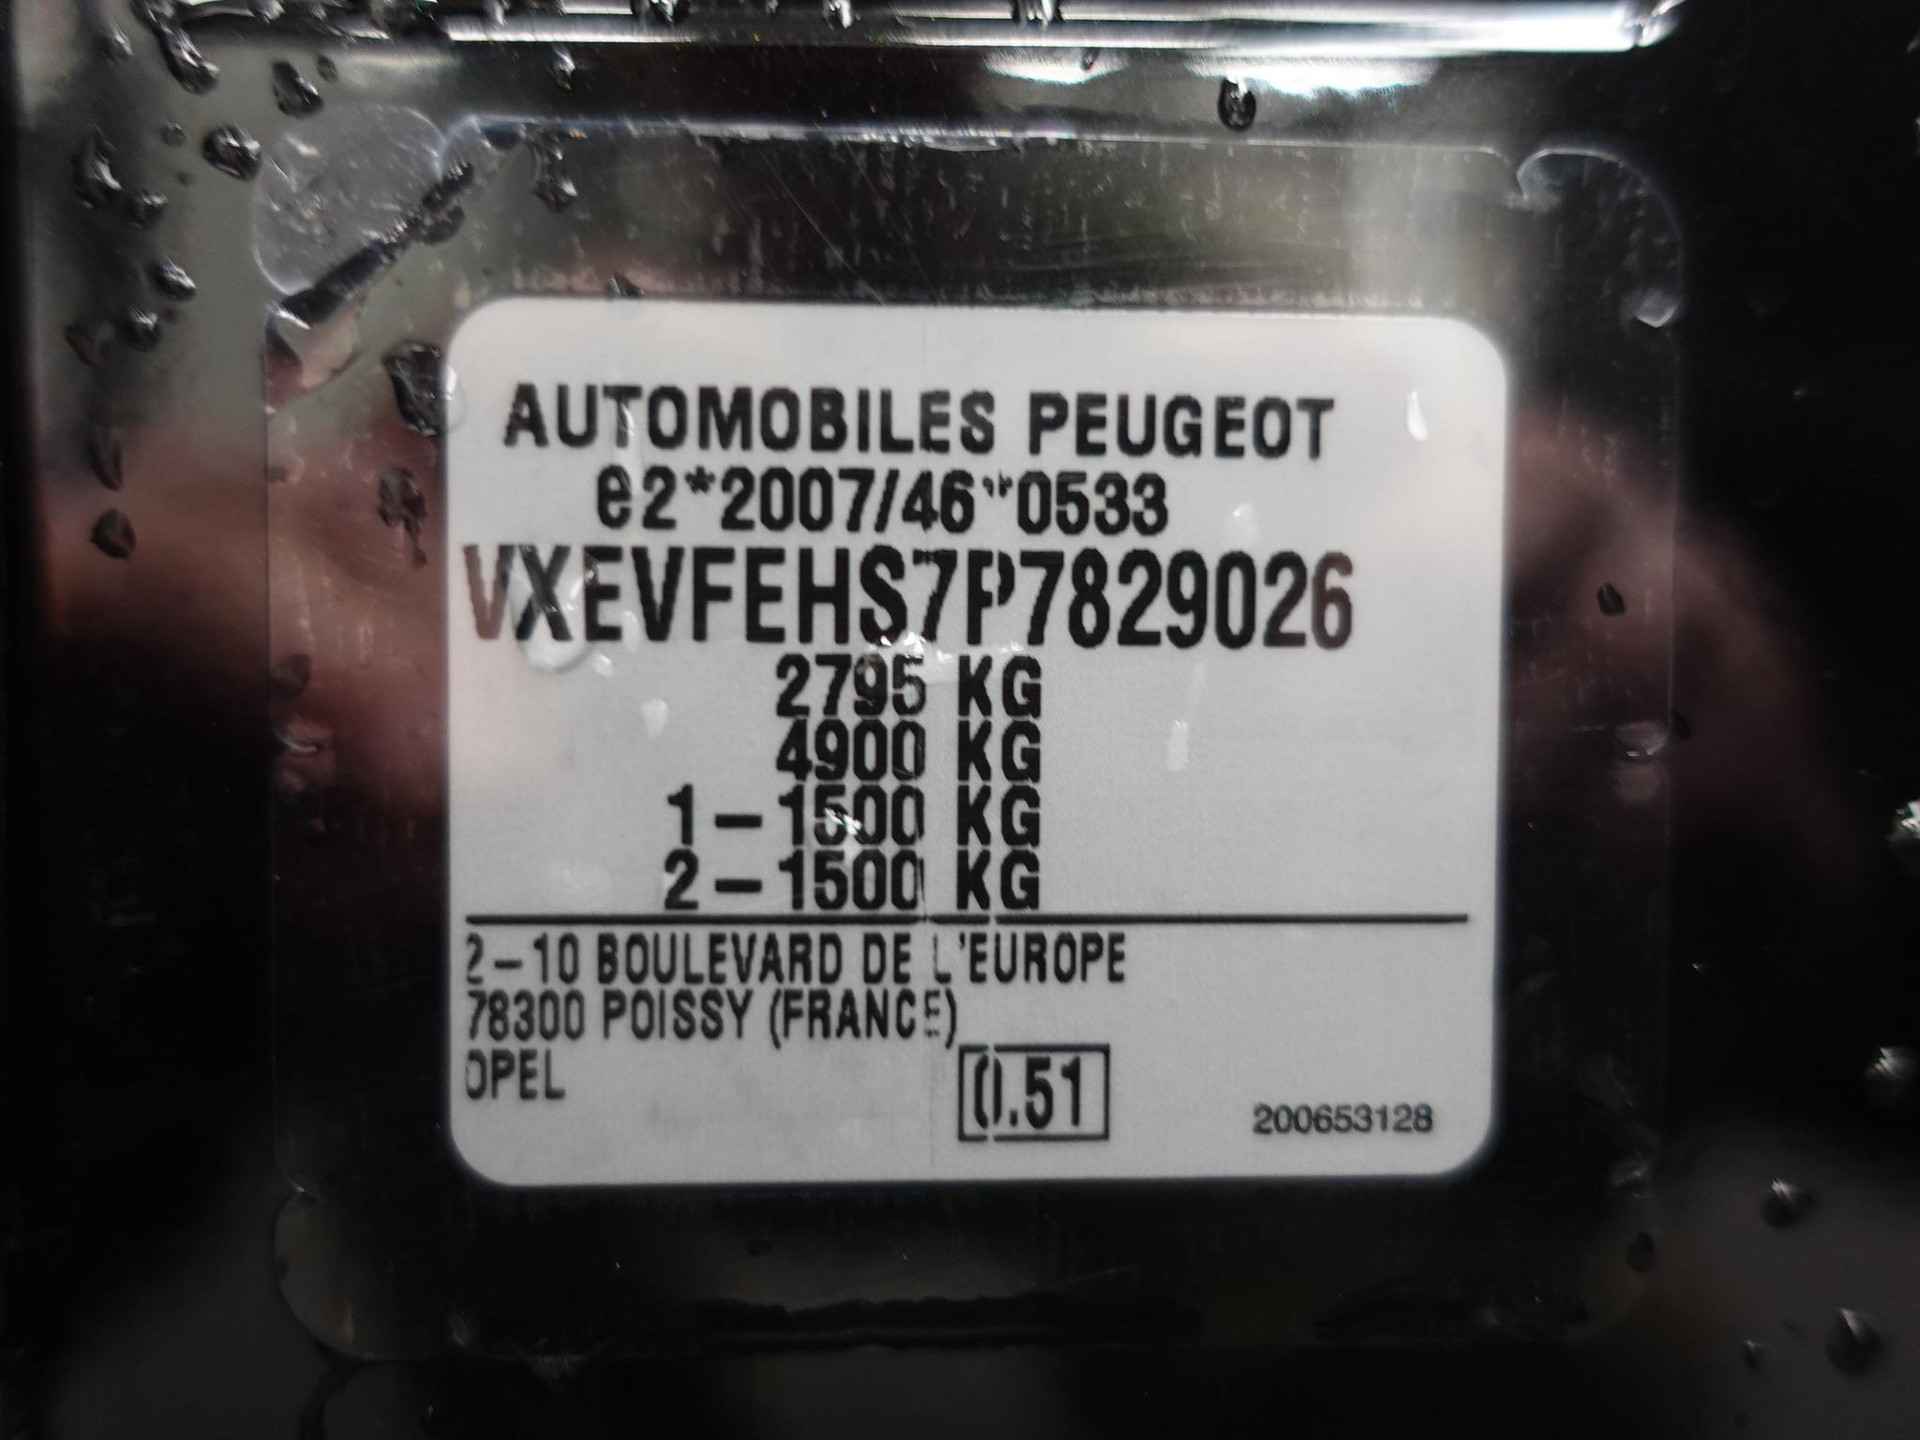 AUTOMOBILES PEUGEOT
e2*2007/46*0533
VXEVFEHS7P7829026
2795 KG
4900 KG
1-1500 KG
2-1500 KG
2-10 BOULEVARD DE L'EUROPE
78300 POISSY (FRANCE)
OPEL
0.51
200653128